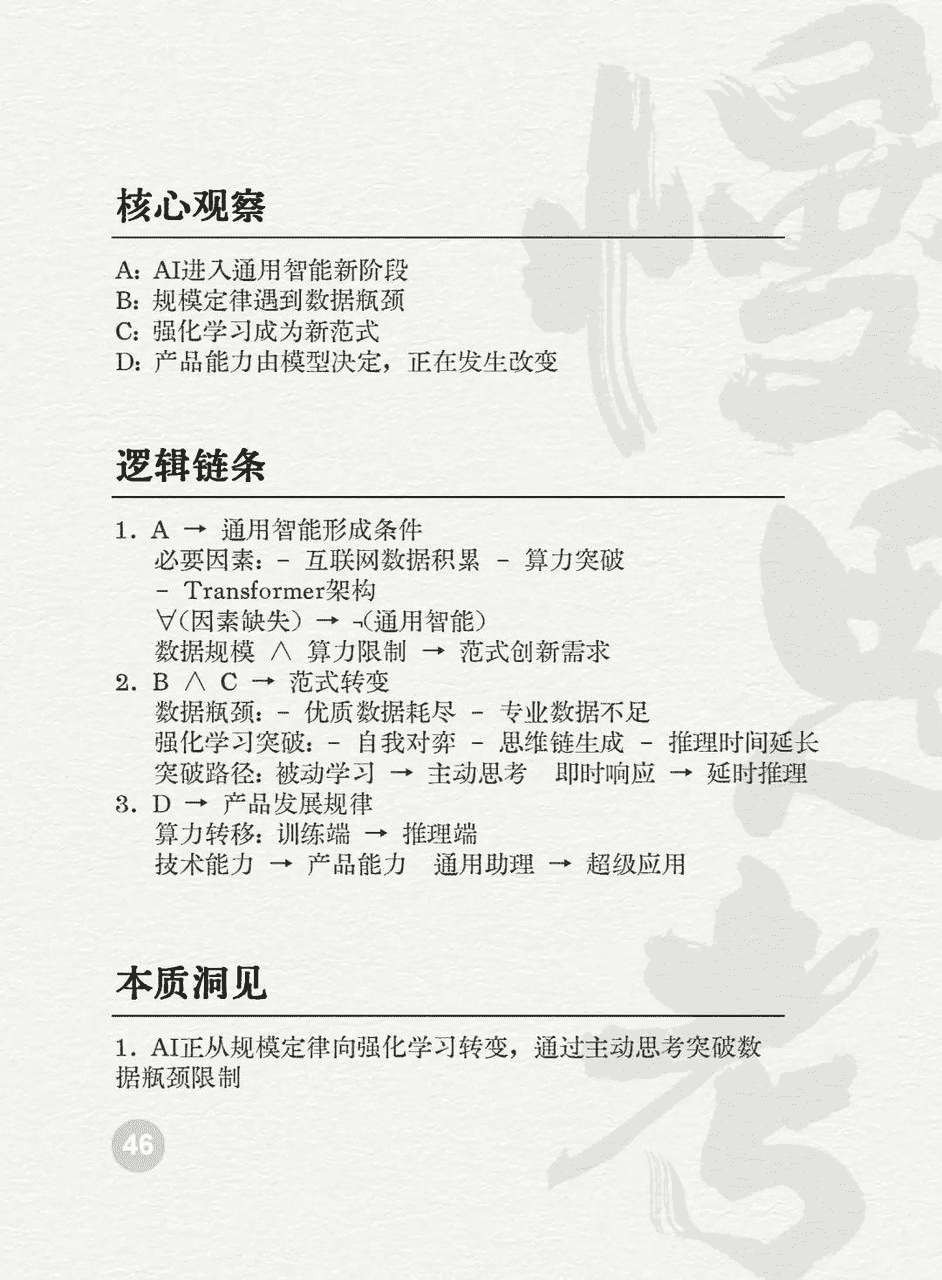 核心观察
A: AI进入通用智能新阶段
B: 规模定律遇到数据瓶颈
C: 强化学习成为新范式
D: 产品能力由模型决定，正在发生改变
逻辑链条
1. A → 通用智能形成条件
必要因素: – 互联网数据积累 – 算力突破
– Transformer架构
∀(因素缺失) → ¬(通用智能)
数据规模 ∧ 算力限制 → 范式创新需求
2. B ∧ C → 范式转变
数据瓶颈: – 优质数据耗尽 – 专业数据不足
强化学习突破: – 自我对弈 – 思维链生成 – 推理时间延长
突破路径: 被动学习 → 主动思考 即时响应 → 延时推理
3. D → 产品发展规律
算力转移: 训练端 → 推理端
技术能力 → 产品能力 通用助理 → 超级应用
本质洞见
1. AI正从规模定律向强化学习转变，通过主动思考突破数
据瓶颈限制
46
慢思考